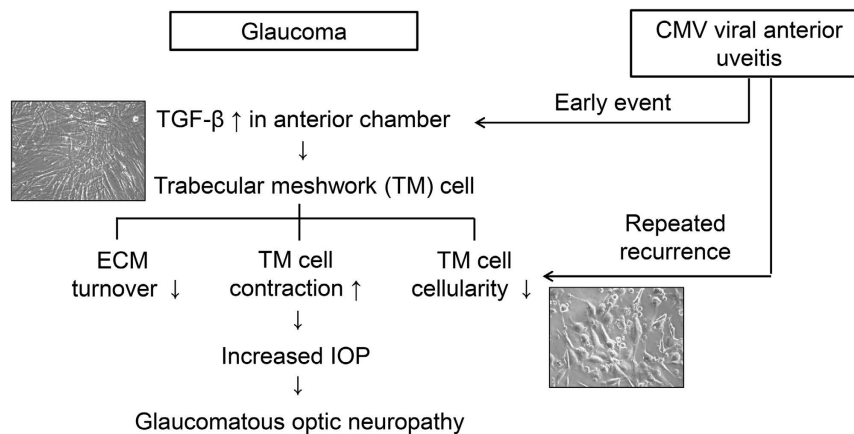 Glaucoma
CMV viral anterior
uveitis
Early event
TGF-β ↑ in anterior chamber
↓
Trabecular meshwork (TM) cell
Repeated
recurrence
ECM
turnover ↓
TM cell
contraction ↑
TM cell
cellularity ↓
↓
Increased IOP
↓
Glaucomatous optic neuropathy